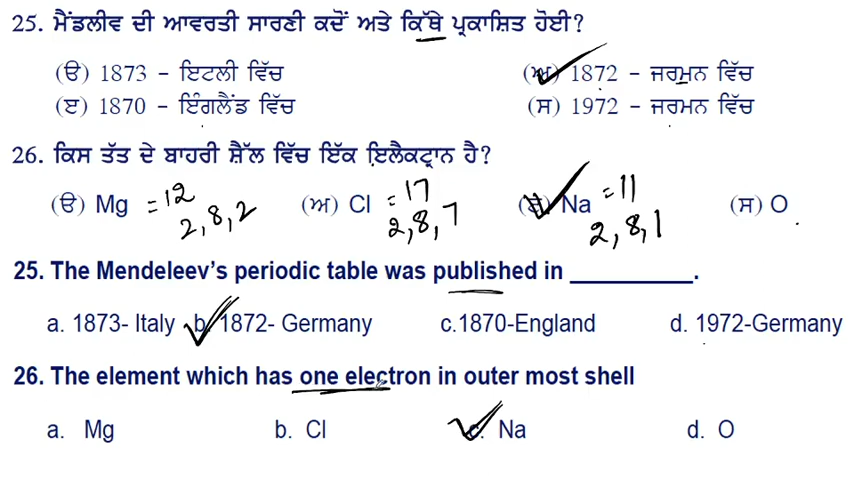 25. ਮੈਂਡਲੀਵ ਦੀ ਆਵਰਤੀ ਸਾਰਣੀ ਕਦੋਂ ਅਤੇ ਕਿੱਥੇ ਪ੍ਰਕਾਸ਼ਿਤ ਹੋਈ?
(ੳ) 1873 - ਇਟਲੀ ਵਿੱਚ (ਅ) 1872 - ਜਰਮਨ ਵਿੱਚ
(ੲ) 1870 - ਇੰਗਲੈਂਡ ਵਿੱਚ (ਸ) 1972 - ਜਰਮਨ ਵਿੱਚ
26. ਕਿਸ ਤੱਤ ਦੇ ਬਾਹਰੀ ਸ਼ੈੱਲ ਵਿੱਚ ਇੱਕ ਇਲੈਕਟ੍ਰਾਨ ਹੈ?
(ੳ) Mg = 12 (ਅ) Cl = 17 (ੲ) Na = 11 (ਸ) O
2,8,2 2,8,7 2,8,1
25. The Mendeleev's periodic table was published in _________.
a. 1873- Italy b. 1872- Germany c.1870-England d. 1972-Germany
26. The element which has one electron in outer most shell
a. Mg b. Cl c. Na d. O